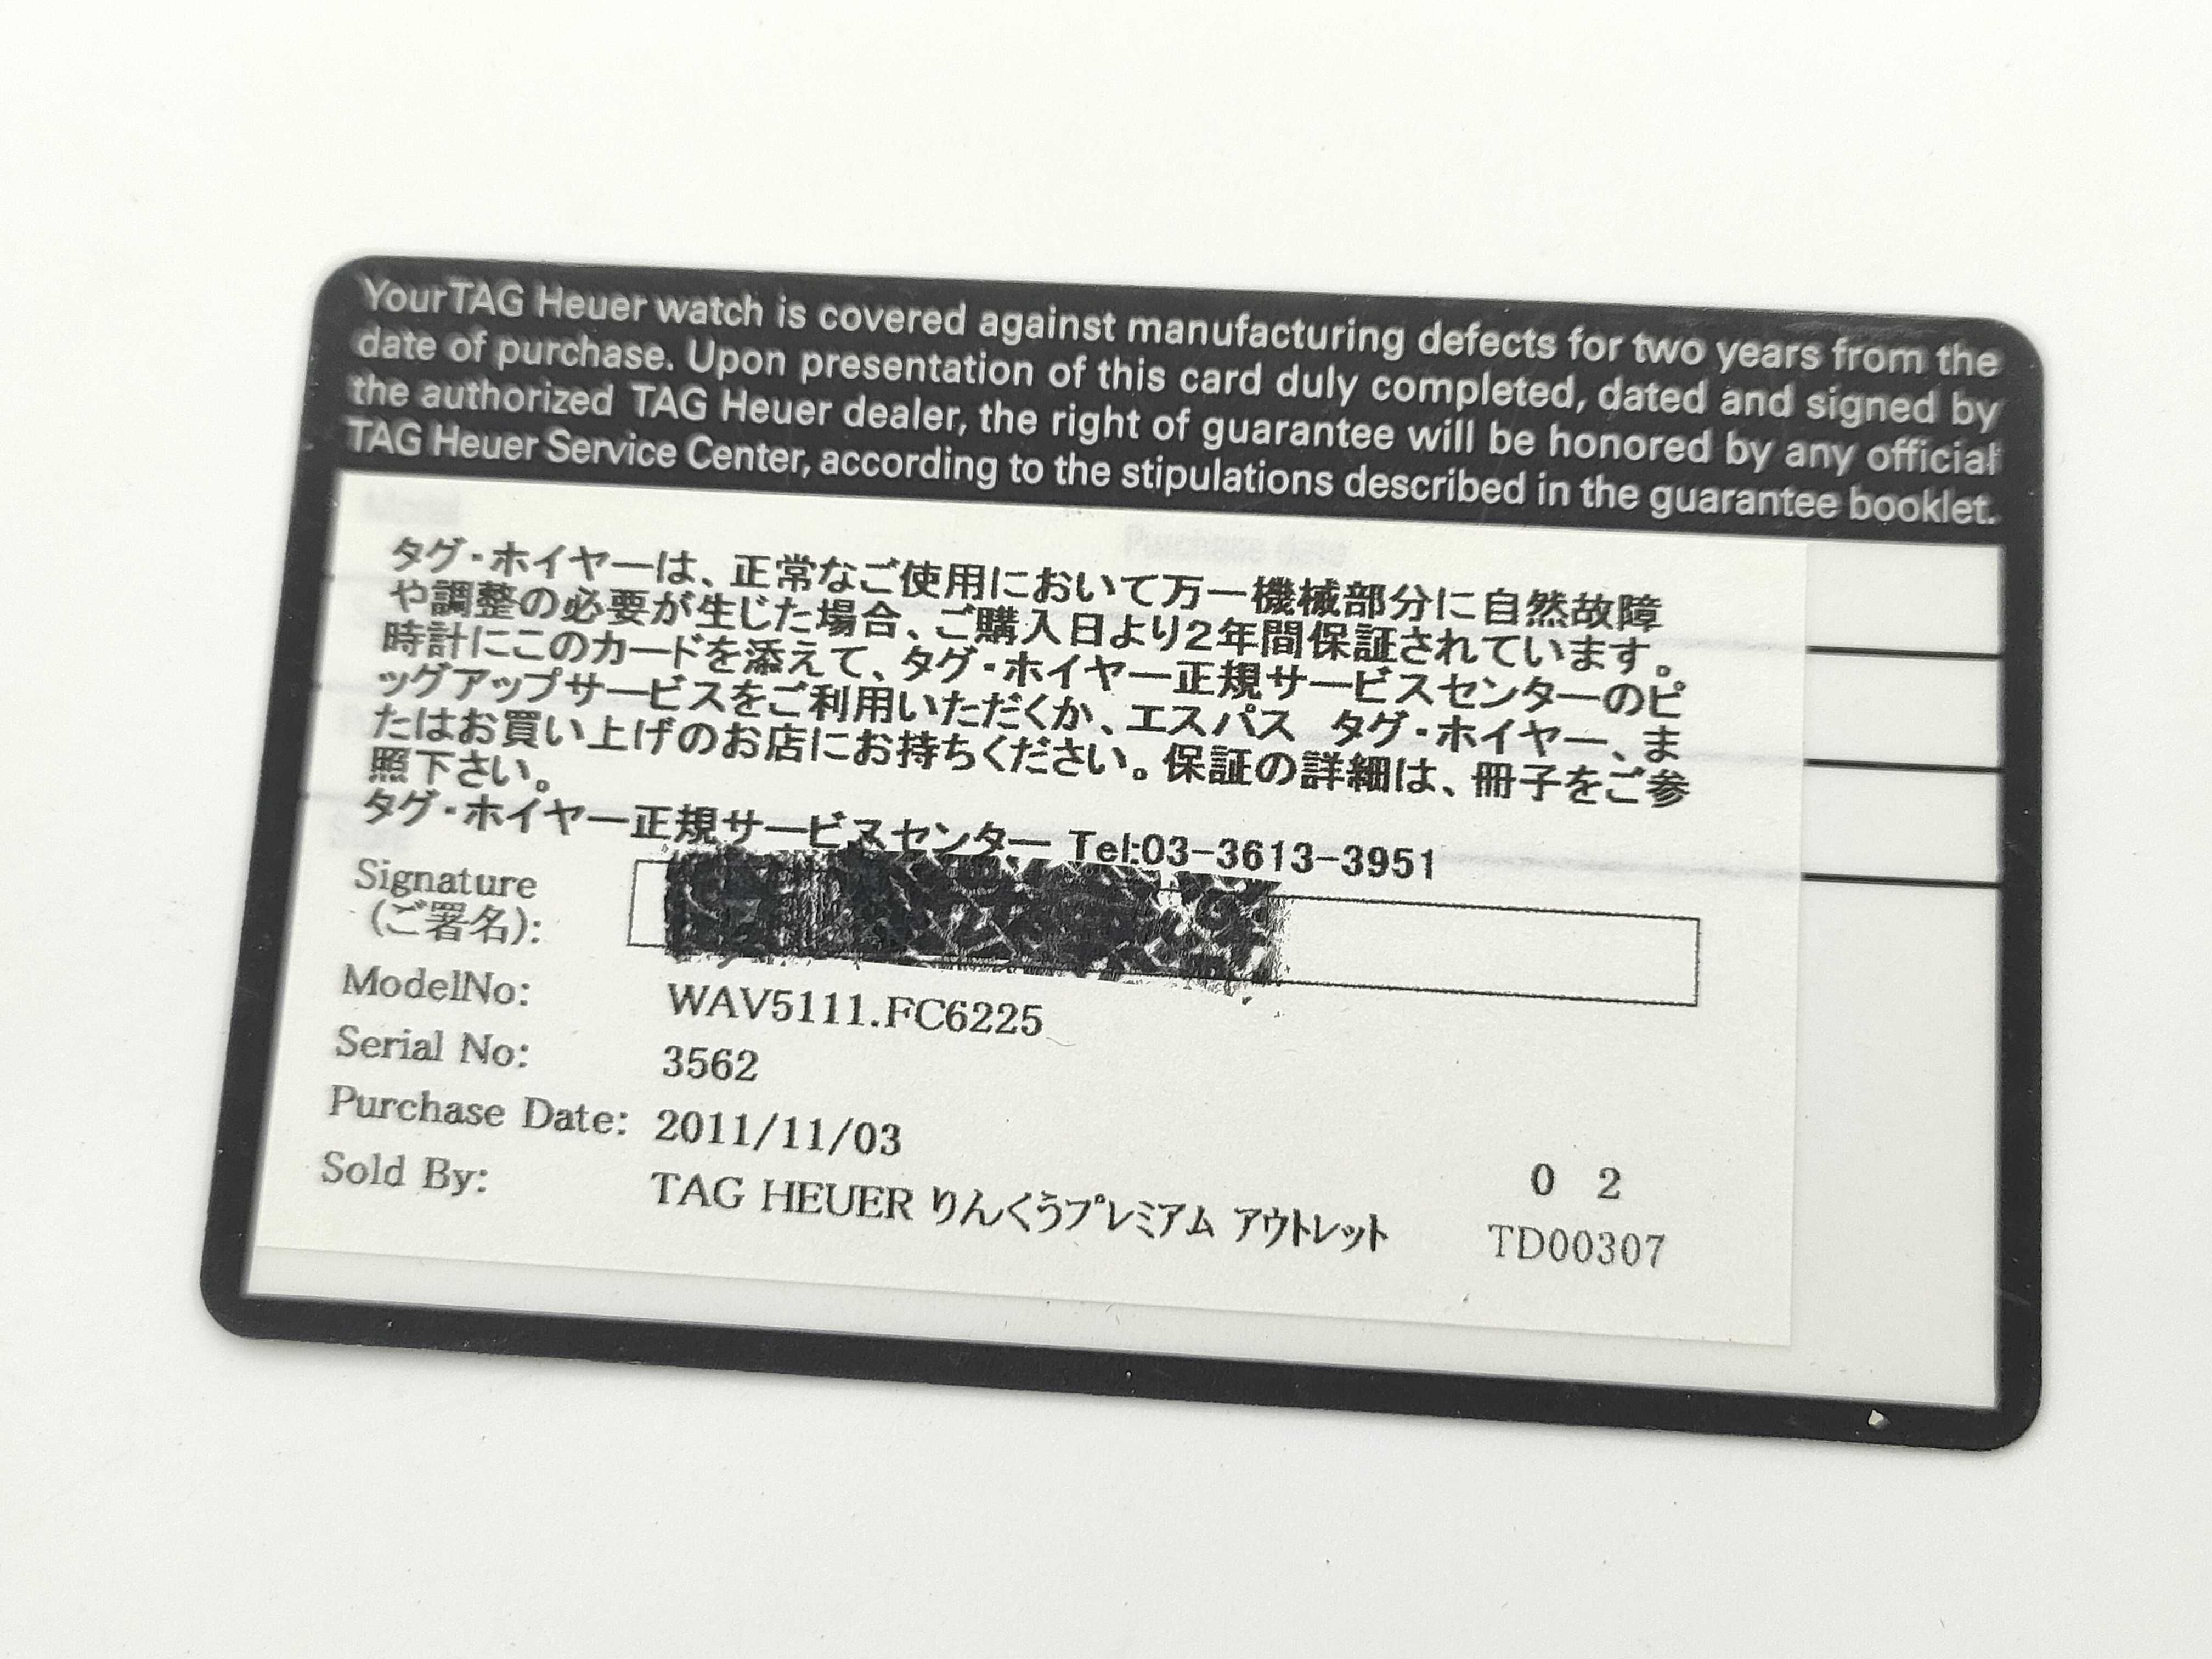 Your TAG Heuer watch is covered against manufacturing defects for two years from the
date of purchase. Upon presentation of this card duly completed, dated and signed by
the authorized TAG Heuer dealer, the right of guarantee will be honored by any official
TAG Heuer Service Center, according to the stipulations described in the guarantee booklet.
Model
Purchase date
タグ・ホイヤーは、正常なご使用において万一機械部分に自然故障
や調整の必要が生じた場合、ご購入日より2年間保証されています。
時計にこのカードを添えて、タグ・ホイヤー正規サービスセンターのピ
ッグアップサービスをご利用いただくか、エスパス タグ・ホイヤー、ま
たはお買い上げのお店にお持ちください。保証の詳細は、冊子をご参
照下さい。
タグ・ホイヤー正規サービスセンター Tel:03-3613-3951
Signature
(ご署名):
ModelNo: WAV5111.FC6225
Serial No: 3562
Purchase Date: 2011/11/03
0 2
Sold By: TAG HEUER りんくうプレミアム アウトレット TD00307